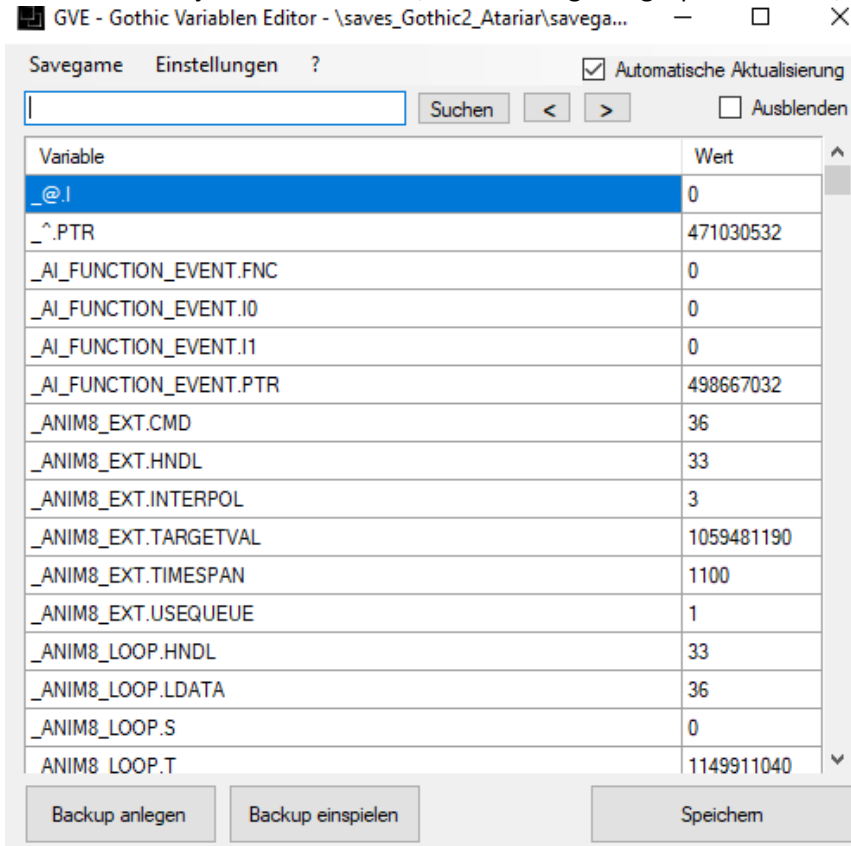 GVE - Gothic Variablen Editor - \saves_Gothic2_Atariar\savega...
Savegame Einstellungen ? Automatische Aktualisierung
Suchen < > Ausblenden
Variable Wert
_@.I 0
_^.PTR 471030532
_AI_FUNCTION_EVENT.FNC 0
_AI_FUNCTION_EVENT.I0 0
_AI_FUNCTION_EVENT.I1 0
_AI_FUNCTION_EVENT.PTR 498667032
_ANIM8_EXT.CMD 36
_ANIM8_EXT.HNDL 33
_ANIM8_EXT.INTERPOL 3
_ANIM8_EXT.TARGETVAL 1059481190
_ANIM8_EXT.TIMESPAN 1100
_ANIM8_EXT.USEQUEUE 1
_ANIM8_LOOP.HNDL 33
_ANIM8_LOOP.LDATA 36
_ANIM8_LOOP.S 0
_ANIM8_LOOP.T 1149911040
Backup anlegen Backup einspielen Speichern